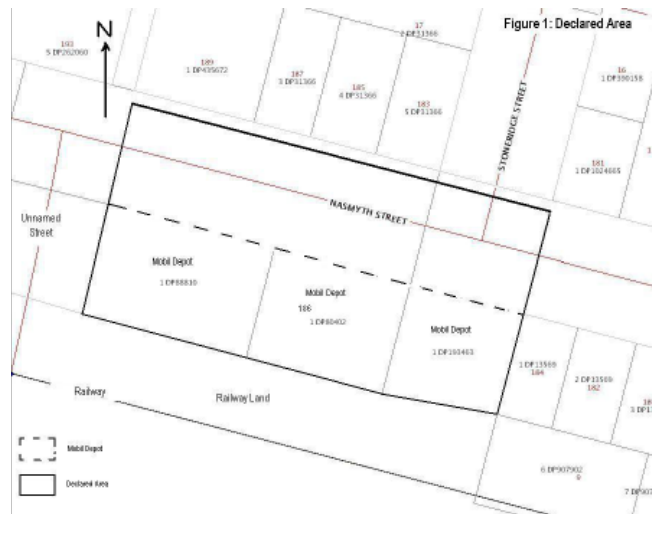 Figure 1: Declared Area
N
17
2 DP31366
193
5 DP262060
189
1 DP435672
187
3 DP31366
185
4 DP31366
183
5 DP31366
16
1 DP390158
181
1 DP1024665
STONERIDGE STREET
NASMYTH STREET
Unnamed
Street
Mobil Depot
1 DP88810
Mobil Depot
186
1 DP80402
Mobil Depot
1 DP193463
1 DP13569
184
2 DP13569
182
Railway
Railway Land
6 DP907902
9
Mobil Depot
Declared Area